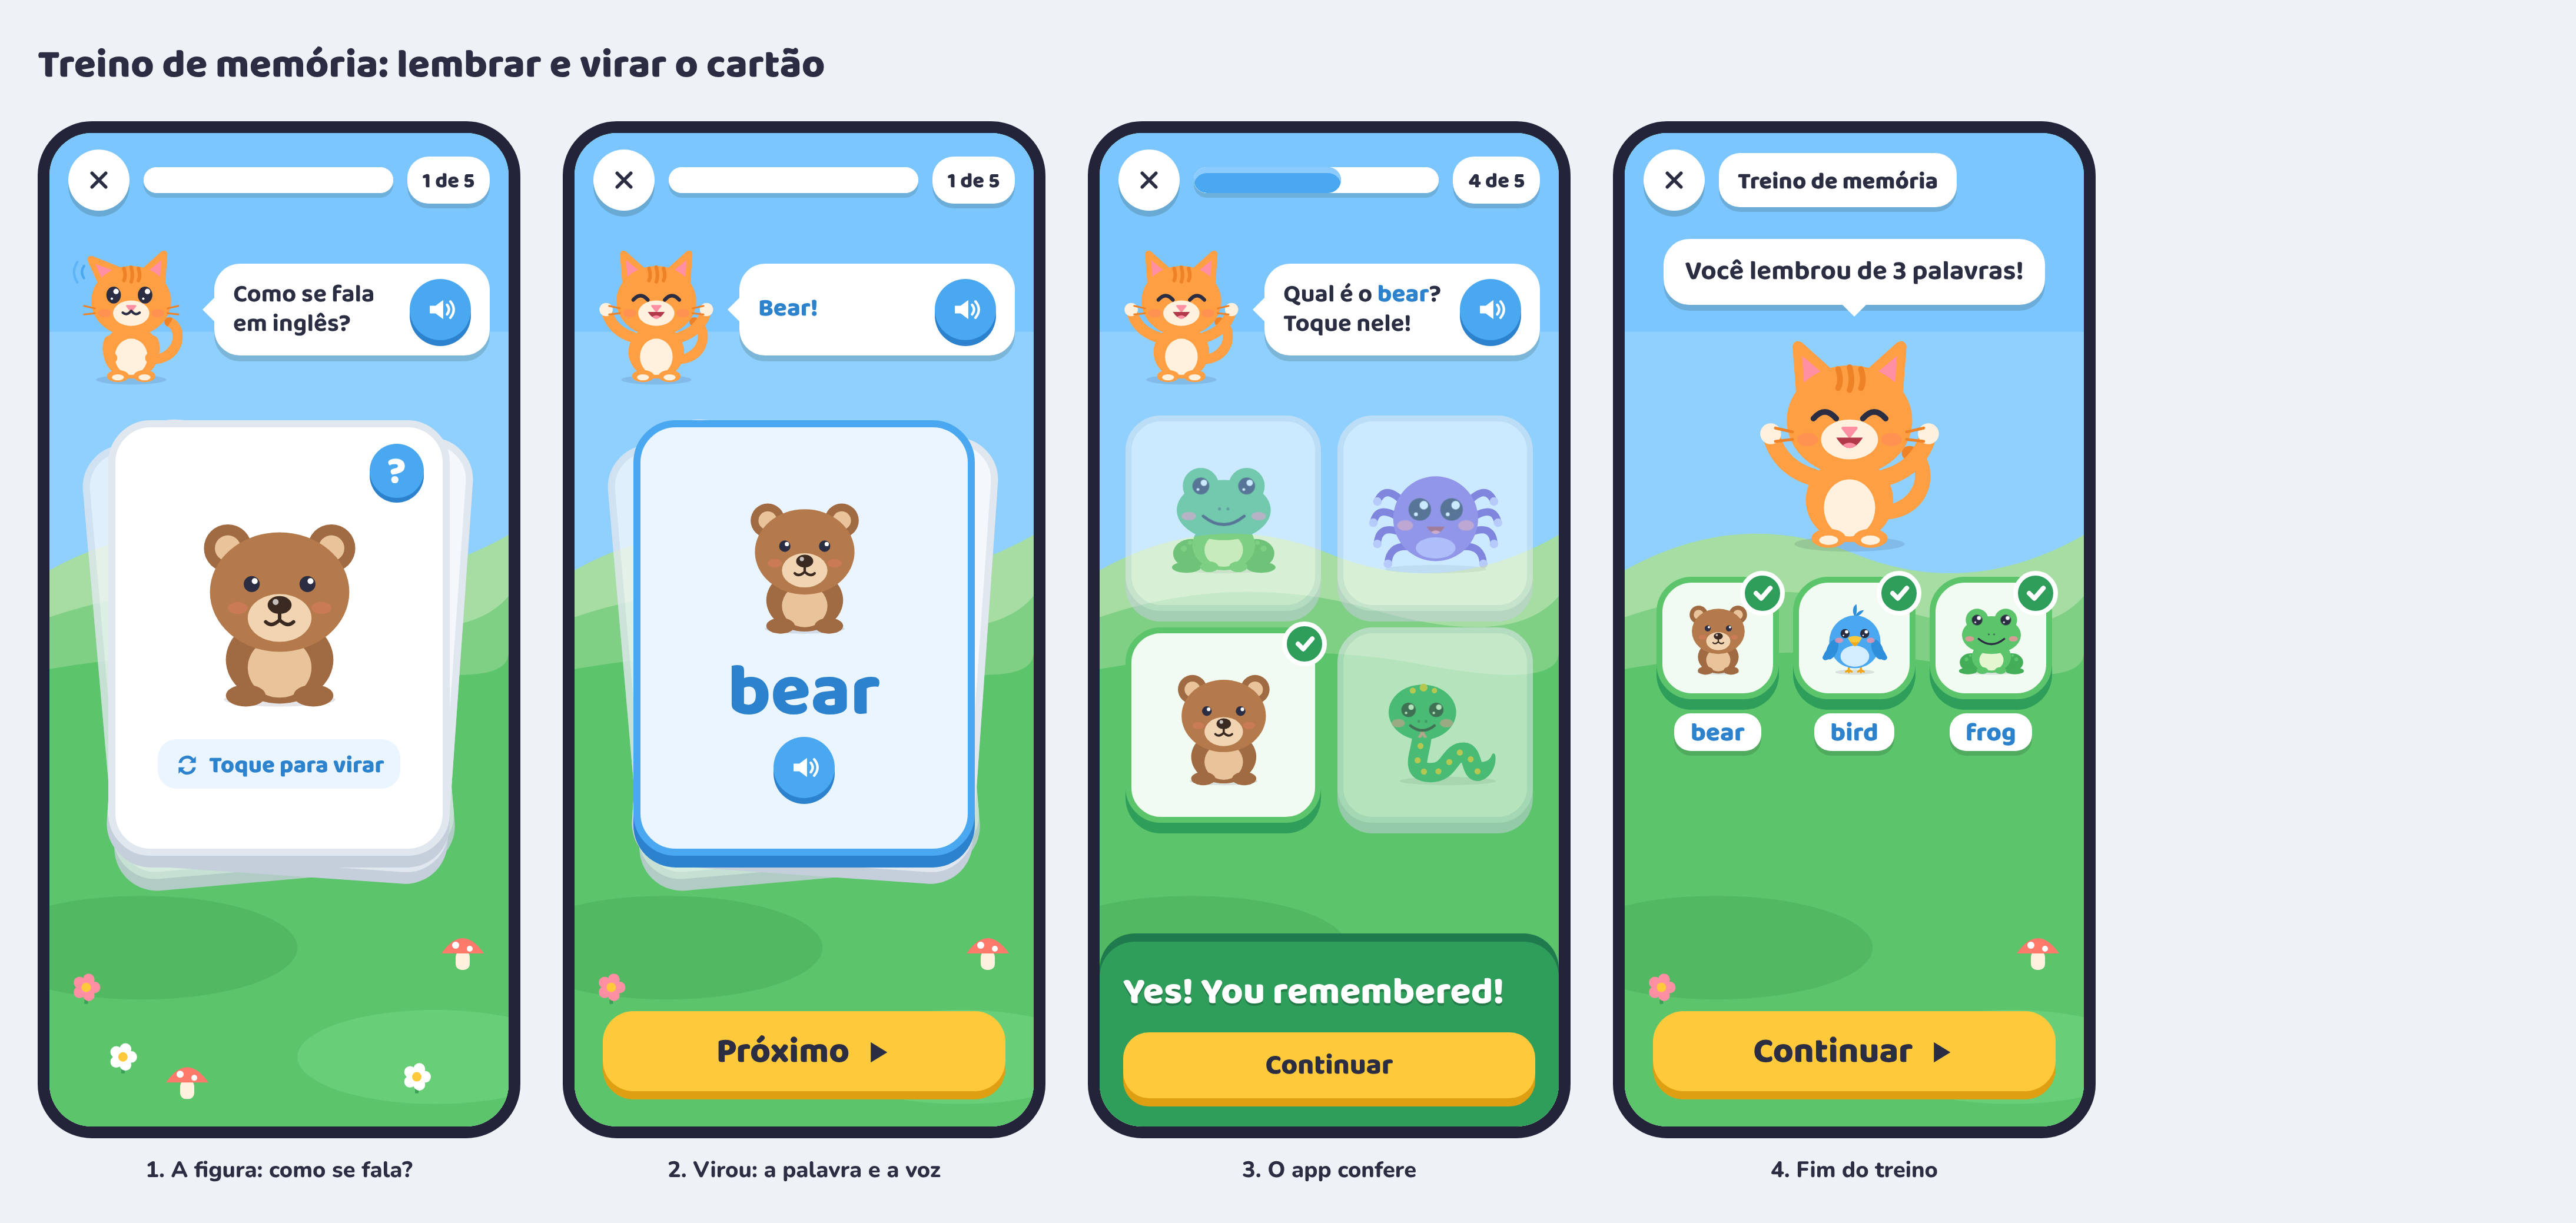 Treino de memória: lembrar e virar o cartão
1 de 5
Como se fala
em inglês?
?
Toque para virar
1. A figura: como se fala?
1 de 5
Bear!
bear
Próximo
2. Virou: a palavra e a voz
4 de 5
Qual é o bear?
Toque nele!
Yes! You remembered!
Continuar
3. O app confere
Treino de memória
Você lembrou de 3 palavras!
bear
bird
frog
Continuar
4. Fim do treino